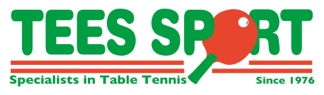 TEES SPORT
Specialists in Table Tennis Since 1976